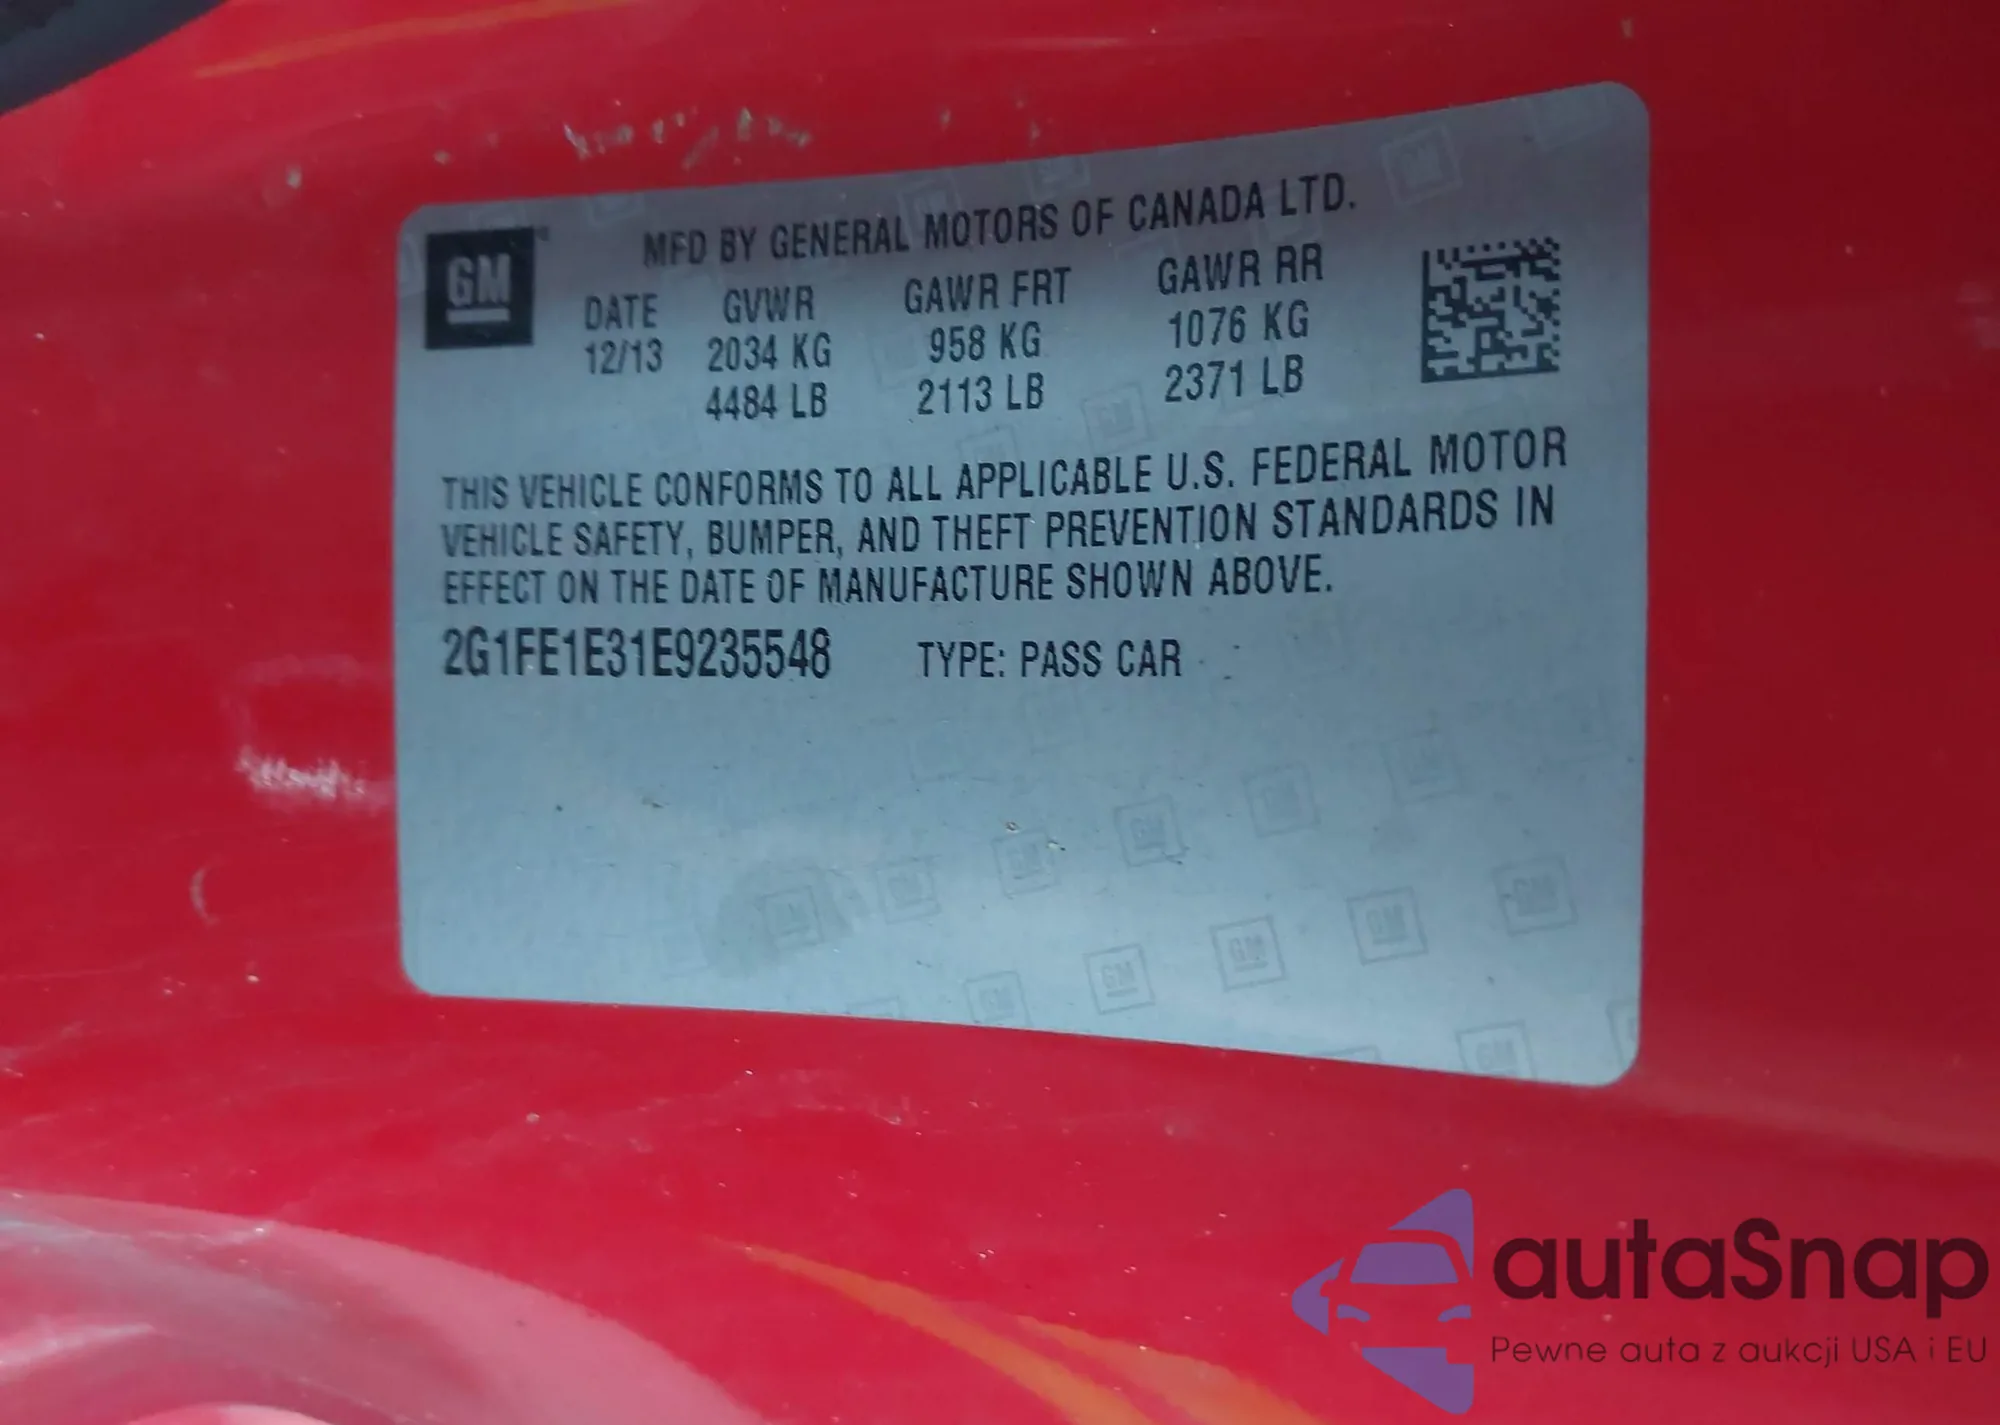 GM
MFD BY GENERAL MOTORS OF CANADA LTD.
DATE GVWR GAWR FRT GAWR RR
12/13 2034 KG 958 KG 1076 KG
4484 LB 2113 LB 2371 LB
THIS VEHICLE CONFORMS TO ALL APPLICABLE U.S. FEDERAL MOTOR
VEHICLE SAFETY, BUMPER, AND THEFT PREVENTION STANDARDS IN
EFFECT ON THE DATE OF MANUFACTURE SHOWN ABOVE.
2G1FE1E31E9235548 TYPE: PASS CAR
autaSnap
Pewne auta z aukcji USA i EU